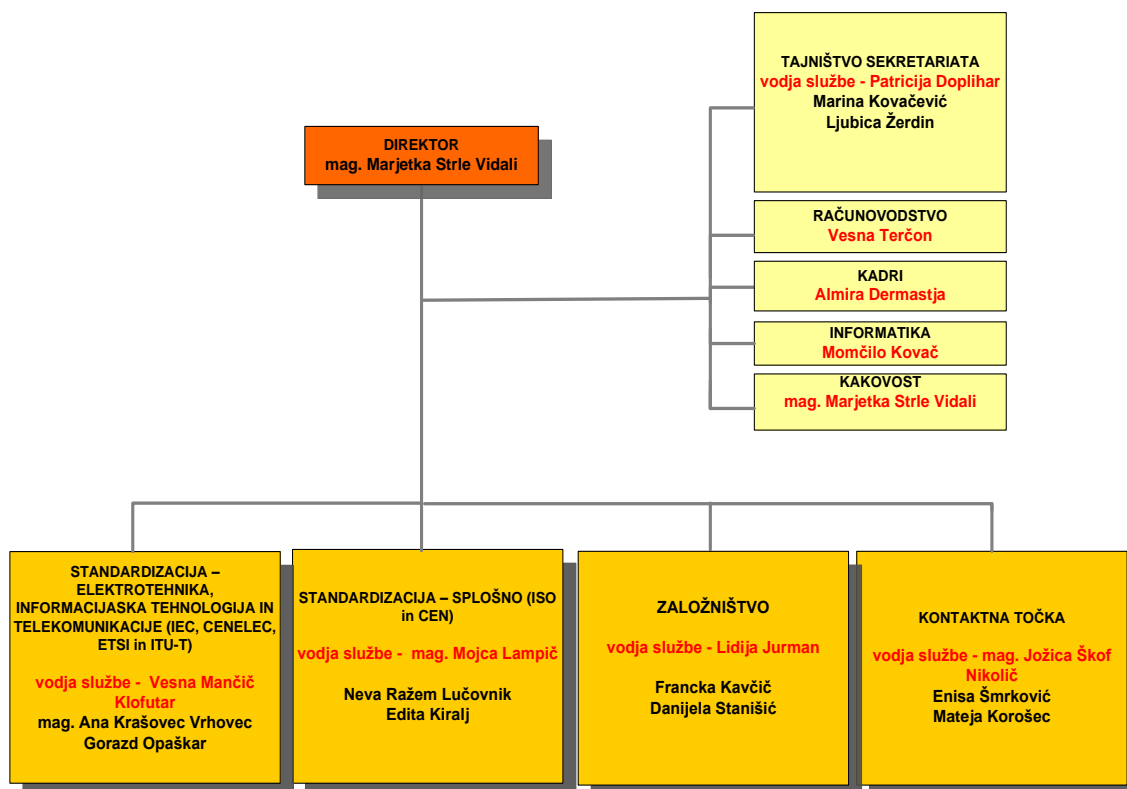 DIREKTOR
mag. Marjetka Strle Vidali
TAJNIŠTVO SEKRETARIATA
vodja službe - Patricija Doplihar
Marina Kovačević
Ljubica Žerdin
RAČUNOVODSTVO
Vesna Terčon
KADRI
Almira Dermastja
INFORMATIKA
Momčilo Kovač
KAKOVOST
mag. Marjetka Strle Vidali
STANDARDIZACIJA –
ELEKTROTEHNIKA,
INFORMACIJASKA TEHNOLOGIJA IN
TELEKOMUNIKACIJE (IEC, CENELEC,
ETSI in ITU-T)
vodja službe - Vesna Mančič
Klofutar
mag. Ana Krašovec Vrhovec
Gorazd Opaškar
STANDARDIZACIJA – SPLOŠNO (ISO
in CEN)
vodja službe - mag. Mojca Lampič
Neva Ražem Lučovnik
Edita Kiralj
ZALOŽNIŠTVO
vodja službe - Lidija Jurman
Francka Kavčič
Danijela Stanišić
KONTAKTNA TOČKA
vodja službe - mag. Jožica Škof
Nikolič
Enisa Šmrković
Mateja Korošec